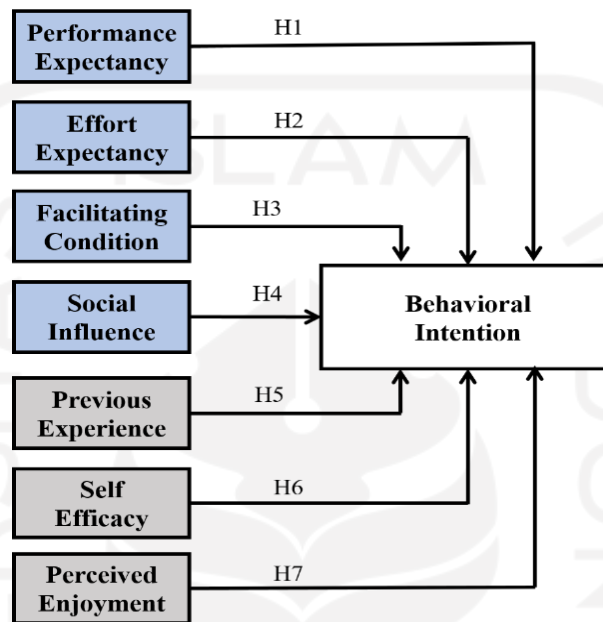 Performance
Expectancy
H1
Effort
Expectancy
H2
Facilitating
Condition
H3
Social
Influence
H4
Behavioral
Intention
Previous
Experience
H5
Self
Efficacy
H6
Perceived
Enjoyment
H7
ISLAM